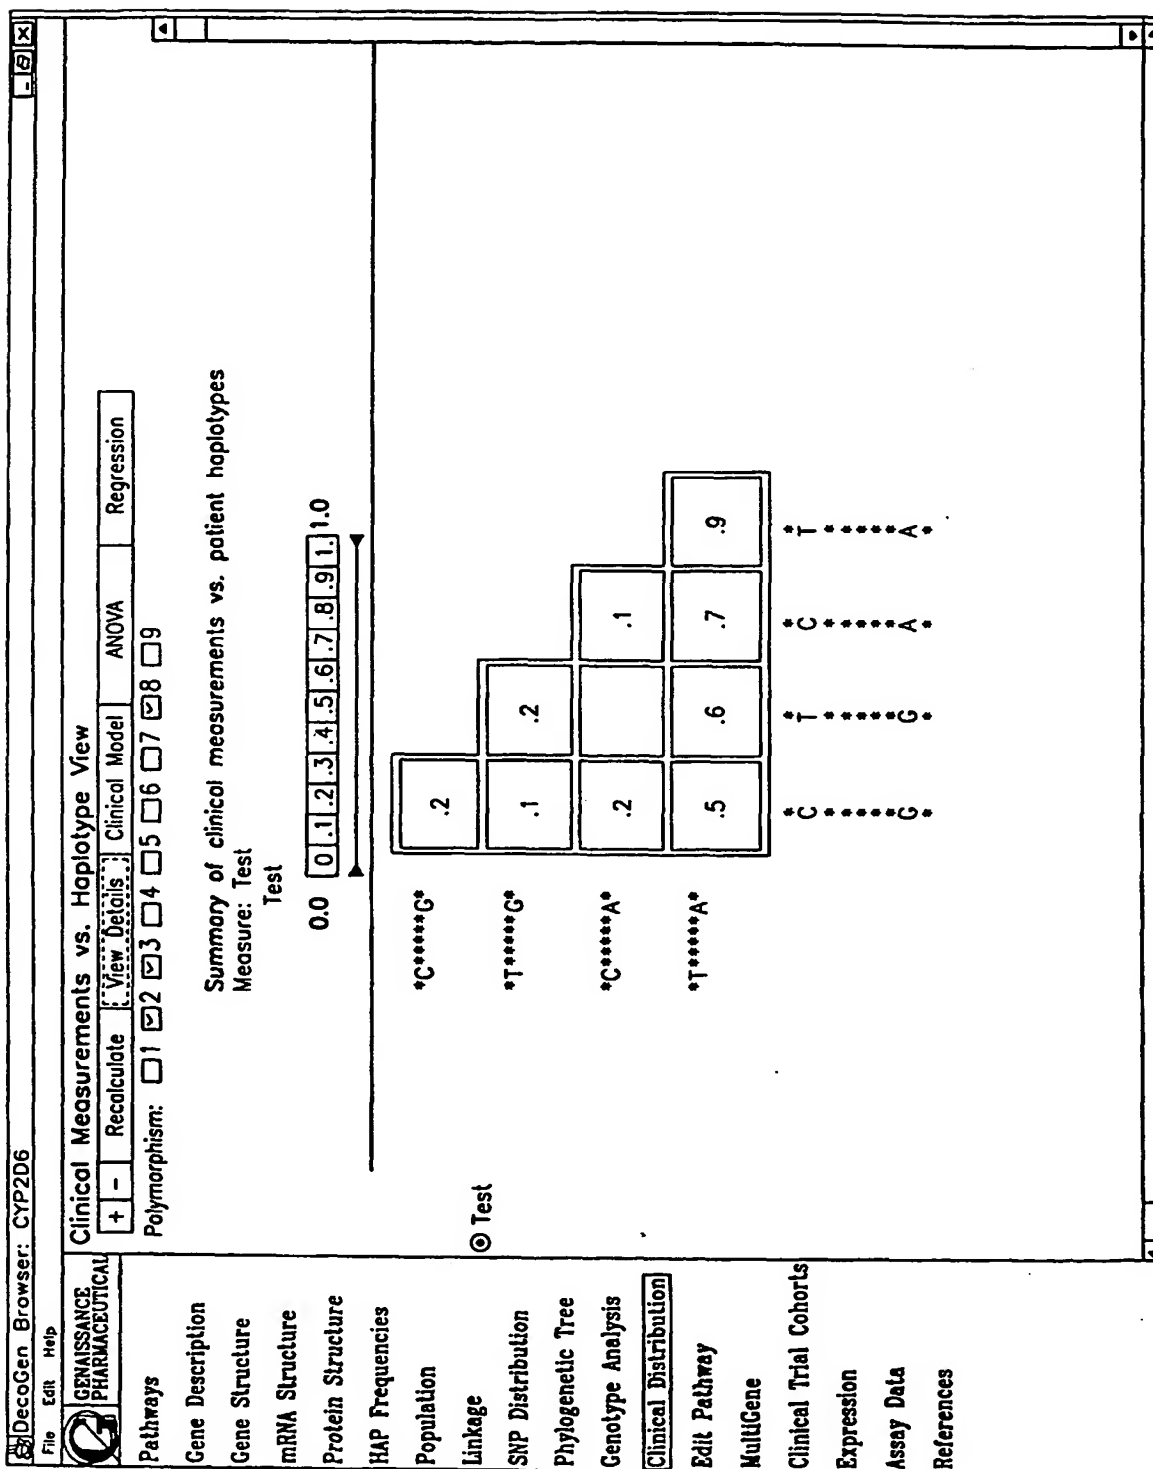 DecoGen Browser: CYP2D6
File Edit Help
GENAISSANCE
PHARMACEUTICAL
Pathways
Gene Description
Gene Structure
mRNA Structure
Protein Structure
HAP Frequencies
Population
Linkage
SNP Distribution
Phylogenetic Tree
Genotype Analysis
Clinical Distribution
Edit Pathway
MultiGene
Clinical Trial Cohorts
Expression
Assay Data
References
Clinical Measurements vs. Haplotype View
+ - Recalculate View Details Clinical Model ANOVA Regression
Polymorphism: 1 2 3 4 5 6 7 8 9
Summary of clinical measurements vs. patient haplotypes
Measure: Test
Test
0.0 0 .1 .2 .3 .4 .5 .6 .7 .8 .9 1. 1.0
Test
*C*****G* .2
*T*****G* .1 .2
*C*****A* .2 .1
*T*****A* .5 .6 .7 .9
*C*****G* *T*****G* *C*****A* *T*****A*